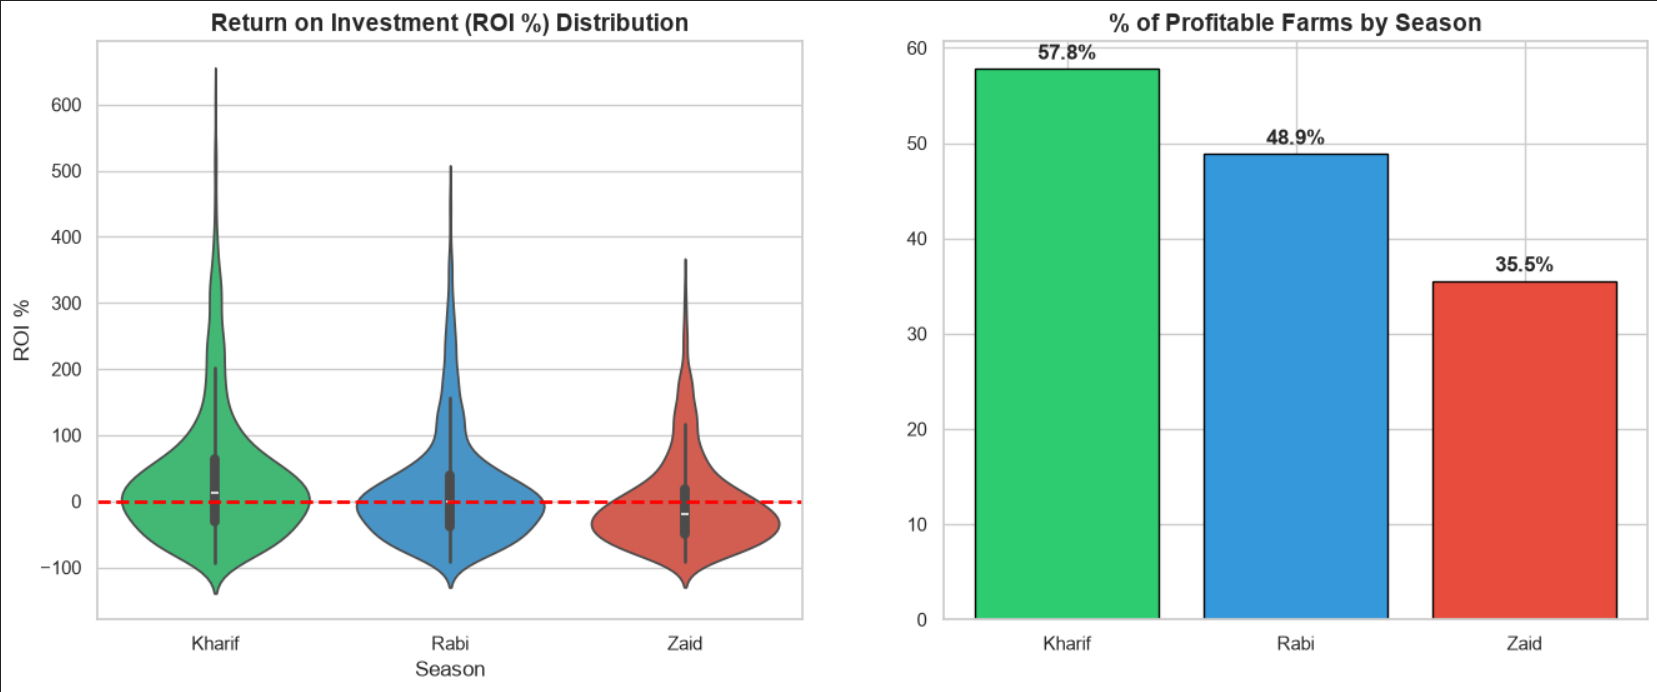 Return on Investment (ROI %) Distribution
ROI %
600
500
400
300
200
100
0
−100
Kharif
Rabi
Zaid
Season
% of Profitable Farms by Season
60
50
40
30
20
10
0
57.8%
48.9%
35.5%
Kharif
Rabi
Zaid